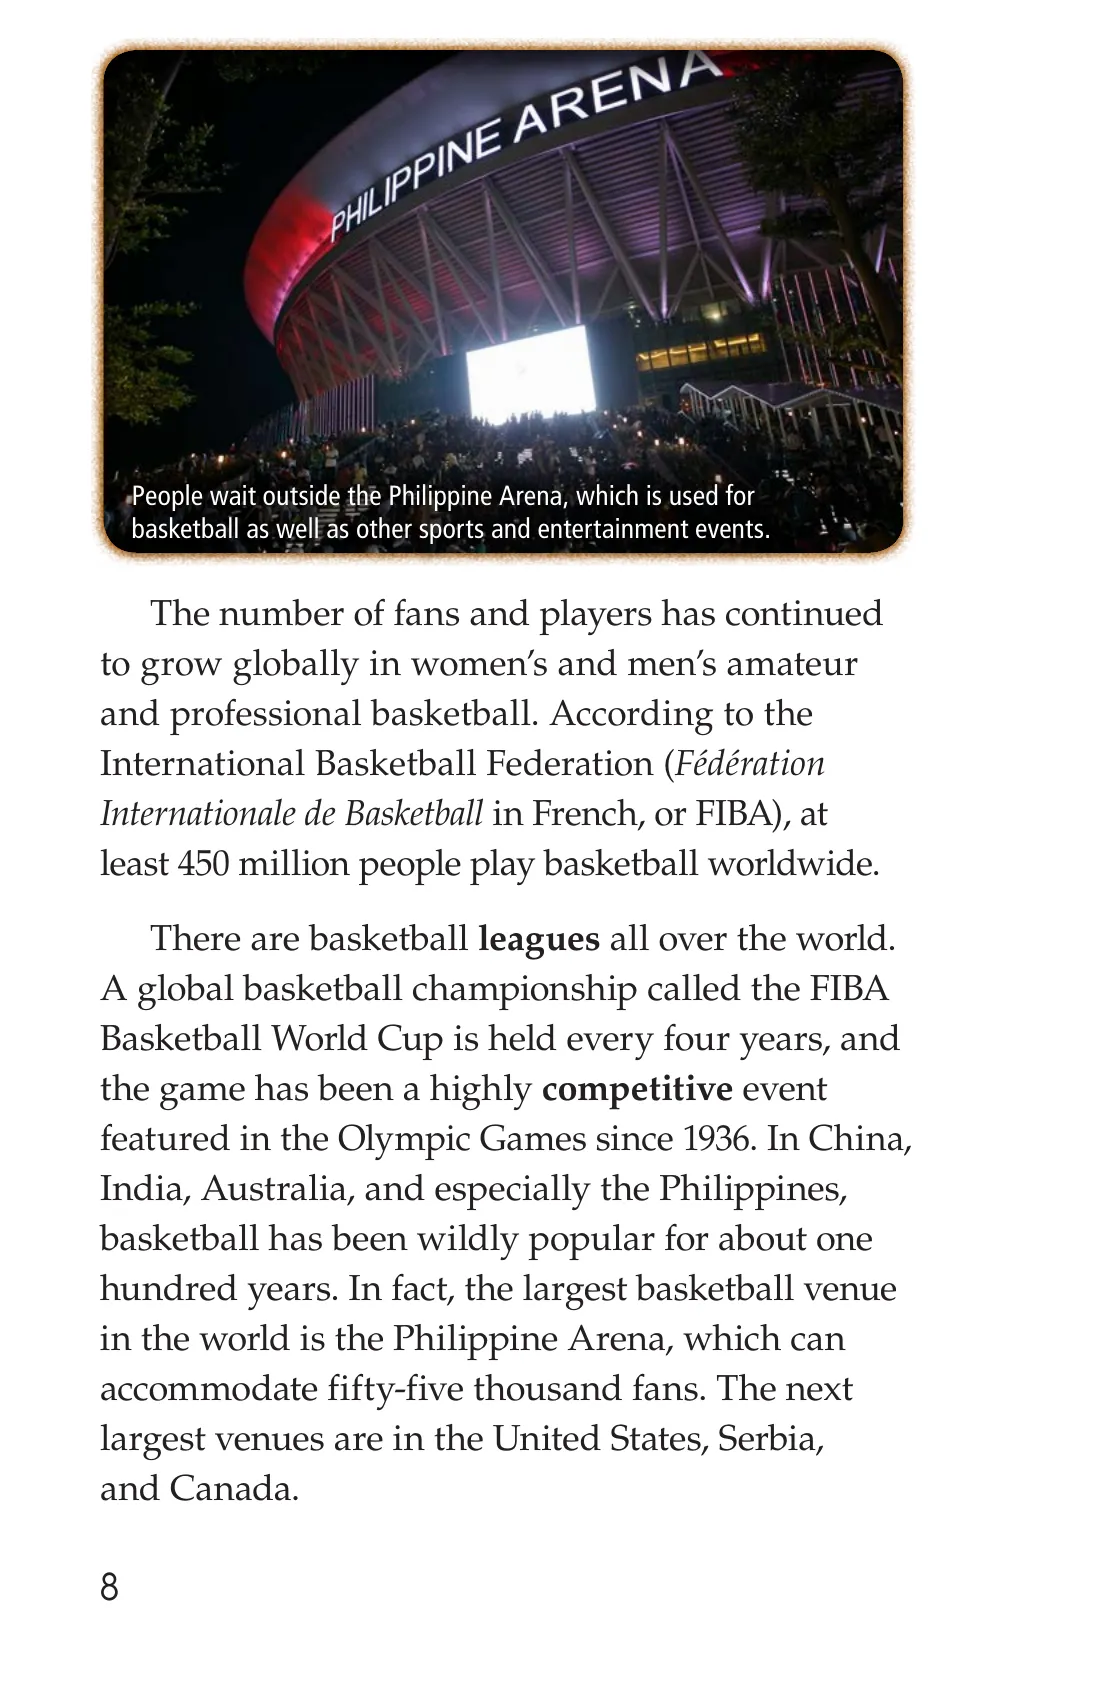 PHILIPPINE ARENA
People wait outside the Philippine Arena, which is used for
basketball as well as other sports and entertainment events.
The number of fans and players has continued
to grow globally in women’s and men’s amateur
and professional basketball. According to the
International Basketball Federation (Fédération
Internationale de Basketball in French, or FIBA), at
least 450 million people play basketball worldwide.
There are basketball leagues all over the world.
A global basketball championship called the FIBA
Basketball World Cup is held every four years, and
the game has been a highly competitive event
featured in the Olympic Games since 1936. In China,
India, Australia, and especially the Philippines,
basketball has been wildly popular for about one
hundred years. In fact, the largest basketball venue
in the world is the Philippine Arena, which can
accommodate fifty-five thousand fans. The next
largest venues are in the United States, Serbia,
and Canada.
8